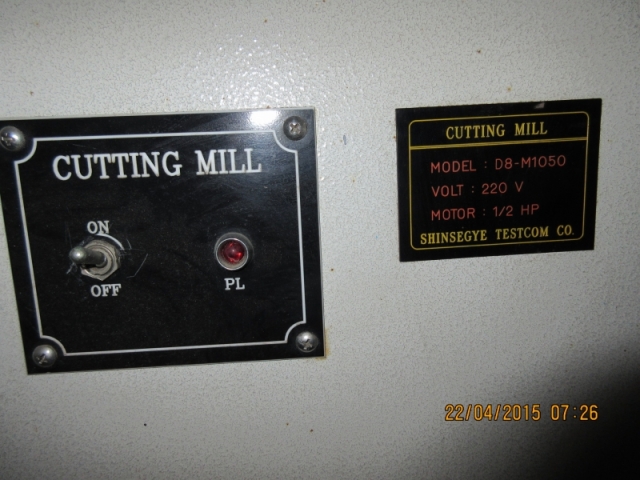 CUTTING MILL
ON
OFF
PL
CUTTING MILL
MODEL : D8-M1050
VOLT : 220 V
MOTOR : 1/2 HP
SHINSEGYE TESTCOM CO.
22/04/2015 07:26